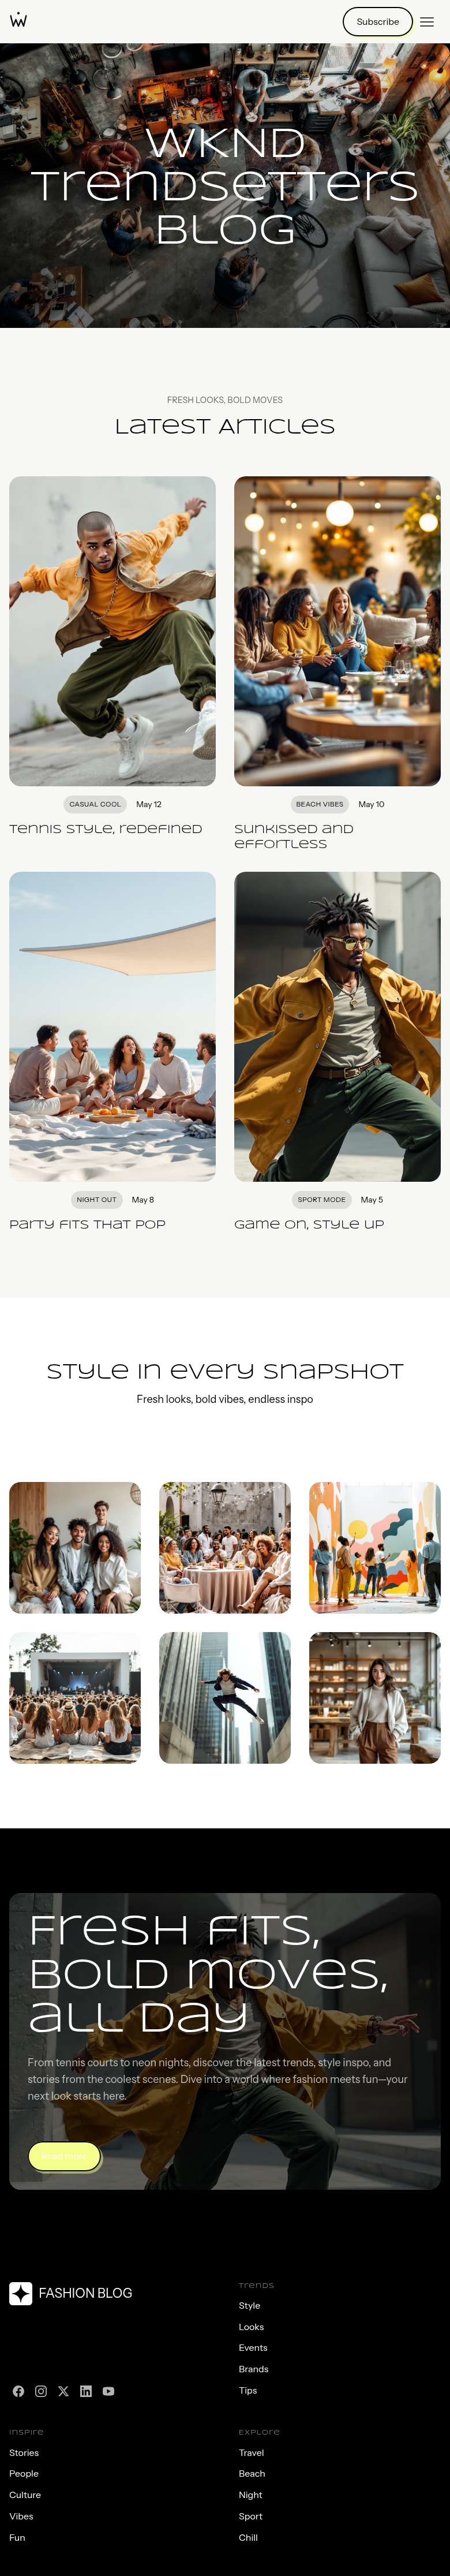 Subscribe
WKND
Trendsetters
Blog
FRESH LOOKS, BOLD MOVES
Latest Articles
CASUAL COOL May 12
Tennis Style, Redefined
BEACH VIBES May 10
Sunkissed and
Effortless
NIGHT OUT May 8
Party Fits That Pop
SPORT MODE May 5
Game On, Style Up
Style in Every Snapshot
Fresh looks, bold vibes, endless inspo
Fresh Fits,
Bold Moves,
All Day
From tennis courts to neon nights, discover the latest trends, style inspo, and
stories from the coolest scenes. Dive into a world where fashion meets fun—your
next look starts here.
Read more
FASHION BLOG
Trends
Style
Looks
Events
Brands
Tips
Inspire
Stories
People
Culture
Vibes
Fun
Explore
Travel
Beach
Night
Sport
Chill